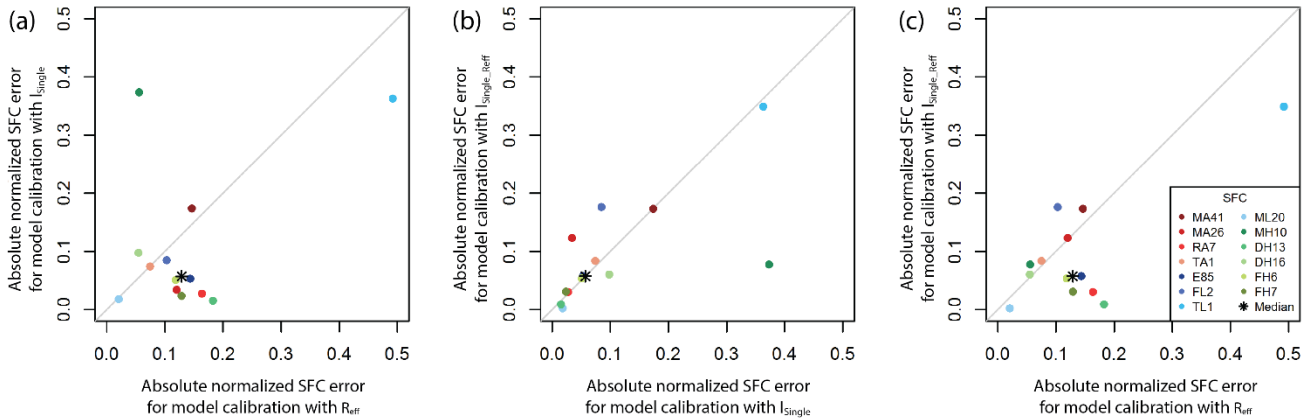 (a)
Absolute normalized SFC error
for model calibration with I_Single
0.5
0.4
0.3
0.2
0.1
0.0
0.0 0.1 0.2 0.3 0.4 0.5
Absolute normalized SFC error
for model calibration with R_eff
(b)
Absolute normalized SFC error
for model calibration with I_Single_Reff
0.5
0.4
0.3
0.2
0.1
0.0
0.0 0.1 0.2 0.3 0.4 0.5
Absolute normalized SFC error
for model calibration with I_Single
(c)
Absolute normalized SFC error
for model calibration with I_Single_Reff
0.5
0.4
0.3
0.2
0.1
0.0
0.0 0.1 0.2 0.3 0.4 0.5
Absolute normalized SFC error
for model calibration with R_eff
SFC
MA41 ML20
MA26 MH10
RA7 DH13
TA1 DH16
E85 FH6
FL2 FH7
TL1 Median